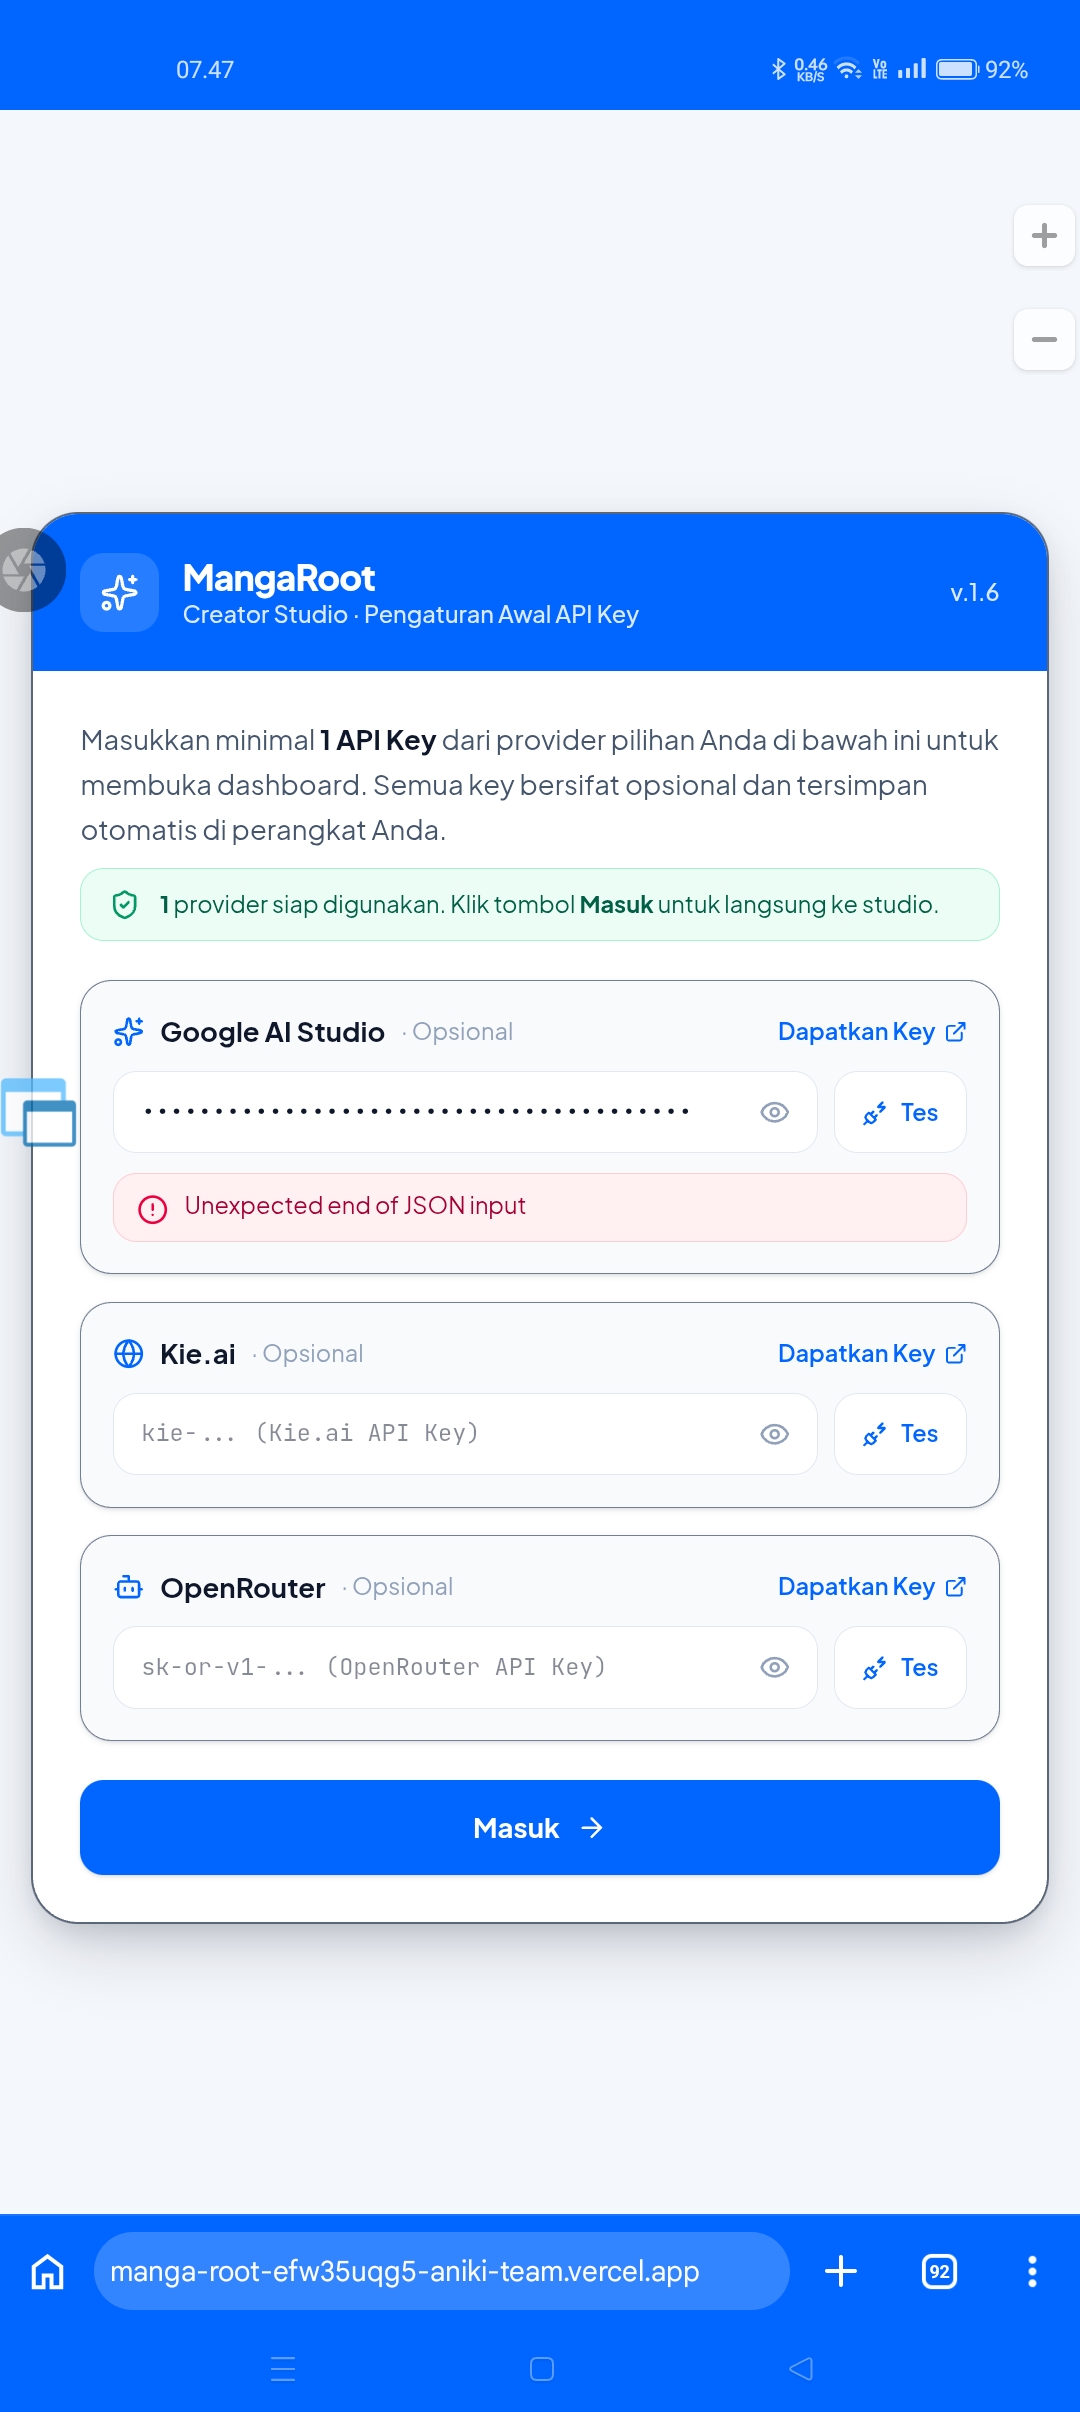 07.47
0.46 KB/S
Vo LTE
92%
MangaRoot
Creator Studio · Pengaturan Awal API Key
v.1.6
Masukkan minimal 1 API Key dari provider pilihan Anda di bawah ini untuk
membuka dashboard. Semua key bersifat opsional dan tersimpan
otomatis di perangkat Anda.
1 provider siap digunakan. Klik tombol Masuk untuk langsung ke studio.
Google AI Studio · Opsional
Dapatkan Key
Tes
Unexpected end of JSON input
Kie.ai · Opsional
Dapatkan Key
kie-... (Kie.ai API Key)
Tes
OpenRouter · Opsional
Dapatkan Key
sk-or-v1-... (OpenRouter API Key)
Tes
Masuk →
manga-root-efw35uqg5-aniki-team.vercel.app
92